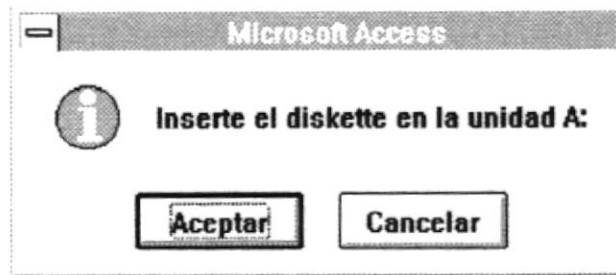 Microsoft Access
Inserte el diskette en la unidad A:
Aceptar
Cancelar